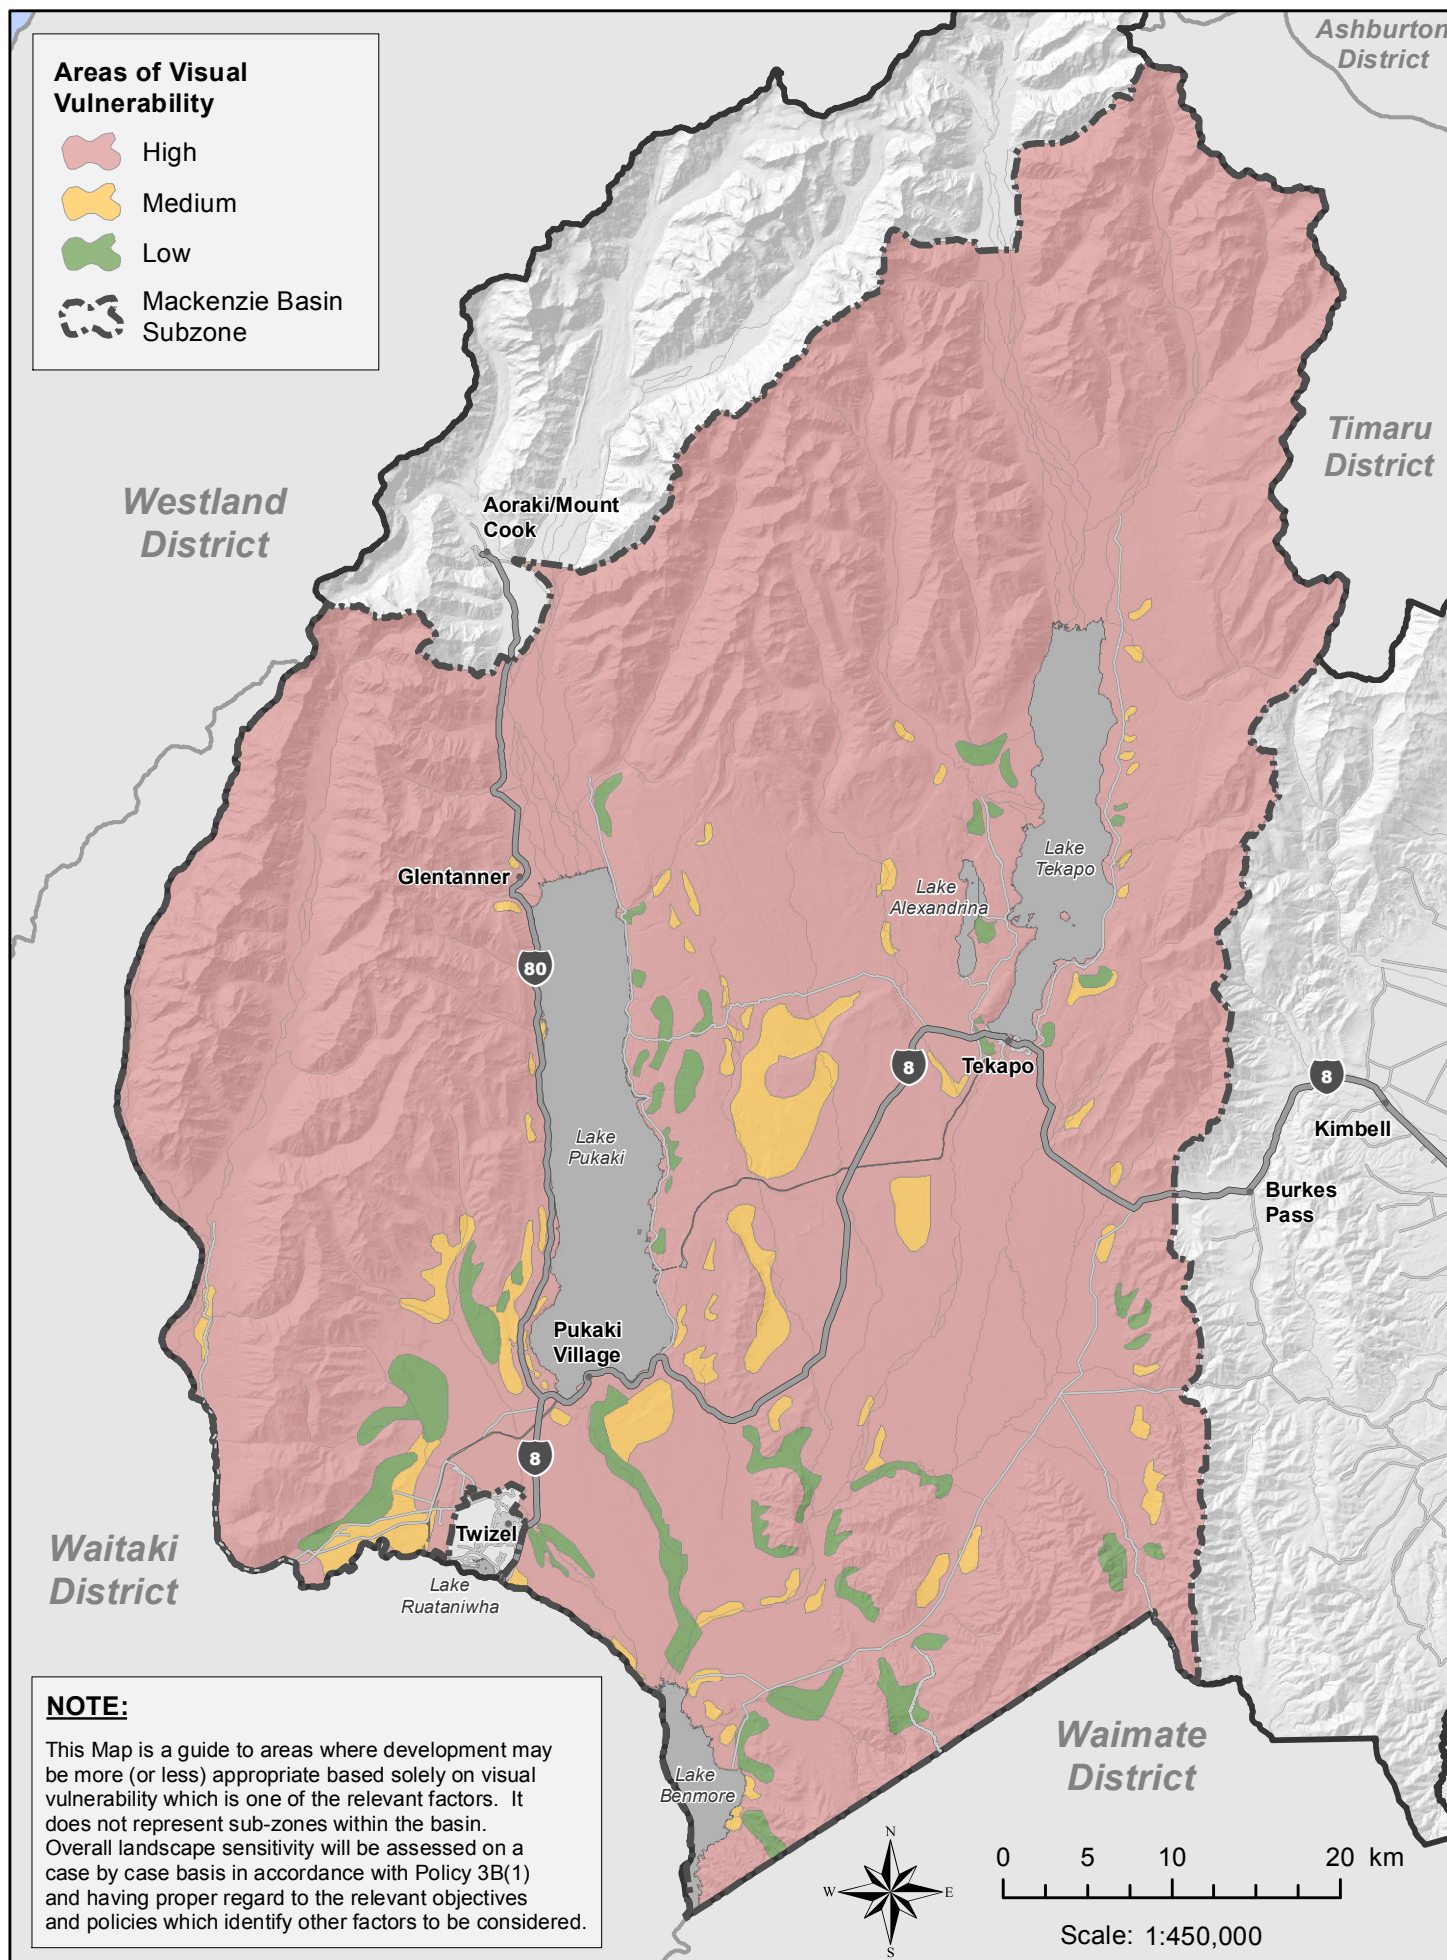 Areas of Visual
Vulnerability
High
Medium
Low
Mackenzie Basin
Subzone
Ashburton
District
Timaru
District
Westland
District
Aoraki/Mount
Cook
Glentanner
Lake
Tekapo
Lake
Alexandrina
80
8
Tekapo
8
Kimbell
Lake
Pukaki
Burkes
Pass
Pukaki
Village
8
Twizel
Waitaki
District
Lake
Ruataniwha
Waimate
District
Lake
Benmore
NOTE:
This Map is a guide to areas where development may
be more (or less) appropriate based solely on visual
vulnerability which is one of the relevant factors. It
does not represent sub-zones within the basin.
Overall landscape sensitivity will be assessed on a
case by case basis in accordance with Policy 3B(1)
and having proper regard to the relevant objectives
and policies which identify other factors to be considered.
N
W E
S
0 5 10 20 km
Scale: 1:450,000